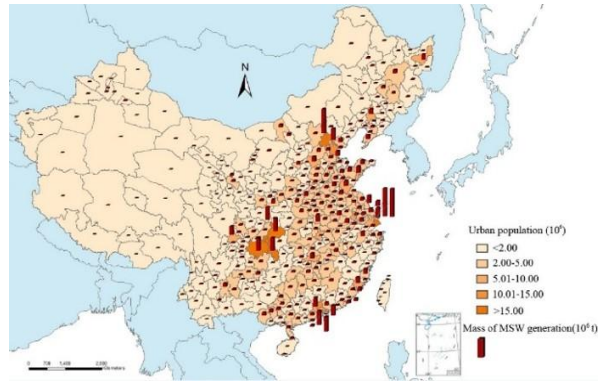 N
Urban population (10⁶)
<2.00
2.00-5.00
5.01-10.00
10.01-15.00
>15.00
Mass of MSW generation(10⁶ t)
0